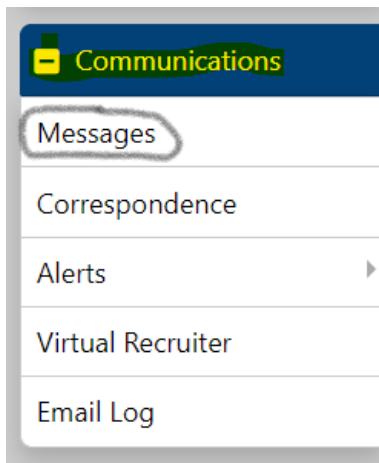 Communications
Messages
Correspondence
Alerts
Virtual Recruiter
Email Log